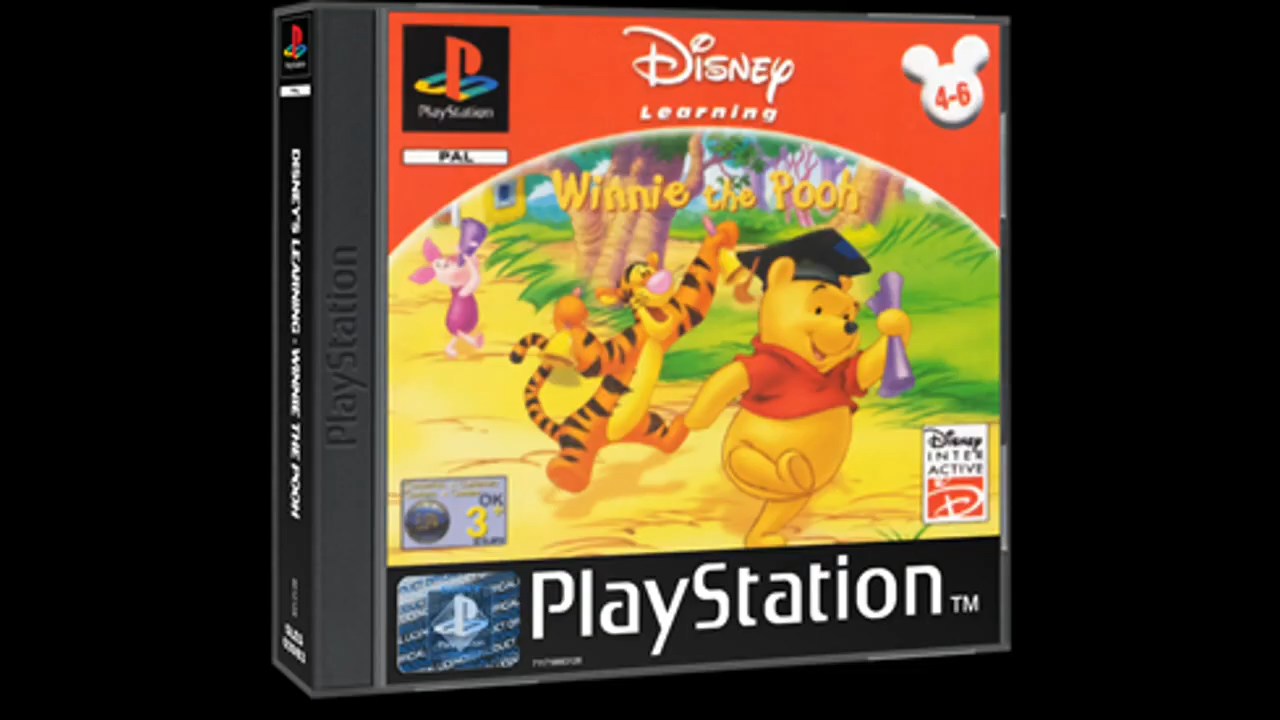 DISNEY'S LEARNING - WINNIE THE POOH
PlayStation
PlayStation
PAL
Disney
Learning
4-6
Winnie the Pooh
OK
3+
Disney
INTER
ACTIVE
PlayStation™